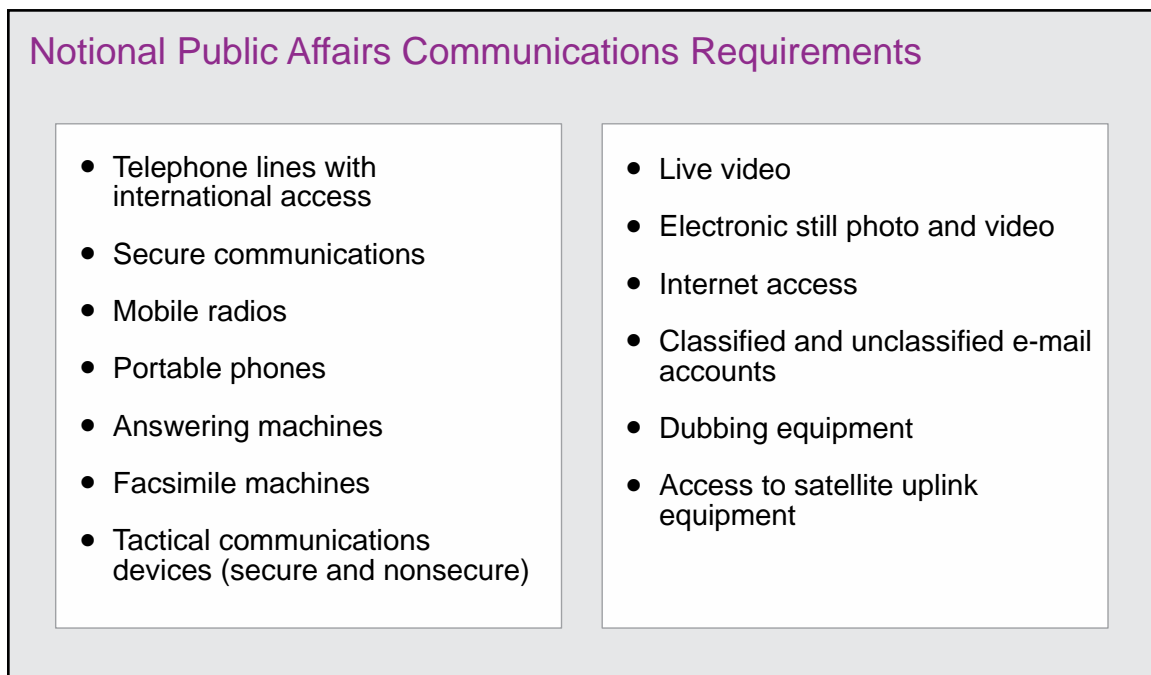 Notional Public Affairs Communications Requirements
• Telephone lines with
international access
• Secure communications
• Mobile radios
• Portable phones
• Answering machines
• Facsimile machines
• Tactical communications
devices (secure and nonsecure)
• Live video
• Electronic still photo and video
• Internet access
• Classified and unclassified e-mail
accounts
• Dubbing equipment
• Access to satellite uplink
equipment